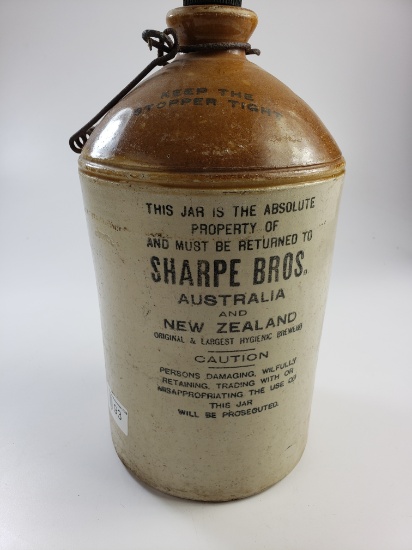 KEEP THE
STOPPER TIGHT
THIS JAR IS THE ABSOLUTE
PROPERTY OF
AND MUST BE RETURNED TO
SHARPE BROS.
AUSTRALIA
AND
NEW ZEALAND
ORIGINAL & LARGEST HYGIENIC BREWERS
CAUTION
PERSONS DAMAGING, WILFULLY
RETAINING, TRADING WITH OR
MISAPPROPRIATING THE USE OF
THIS JAR
WILL BE PROSECUTED.